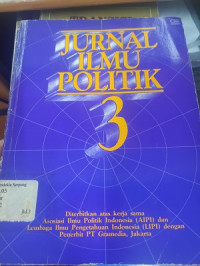 JURNAL
ILMU
POLITIK
3
Diterbitkan atas kerja sama
Asosiasi Ilmu Politik Indonesia (AIPI) dan
Lembaga Ilmu Pengetahuan Indonesia (LIPI) dengan
Penerbit PT Gramedia, Jakarta